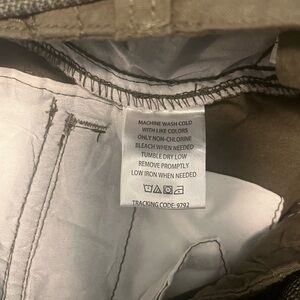 MACHINE WASH COLD
WITH LIKE COLORS
ONLY NON-CHLORINE
BLEACH WHEN NEEDED
TUMBLE DRY LOW
REMOVE PROMPTLY
LOW IRON WHEN NEEDED
TRACKING CODE: 9792